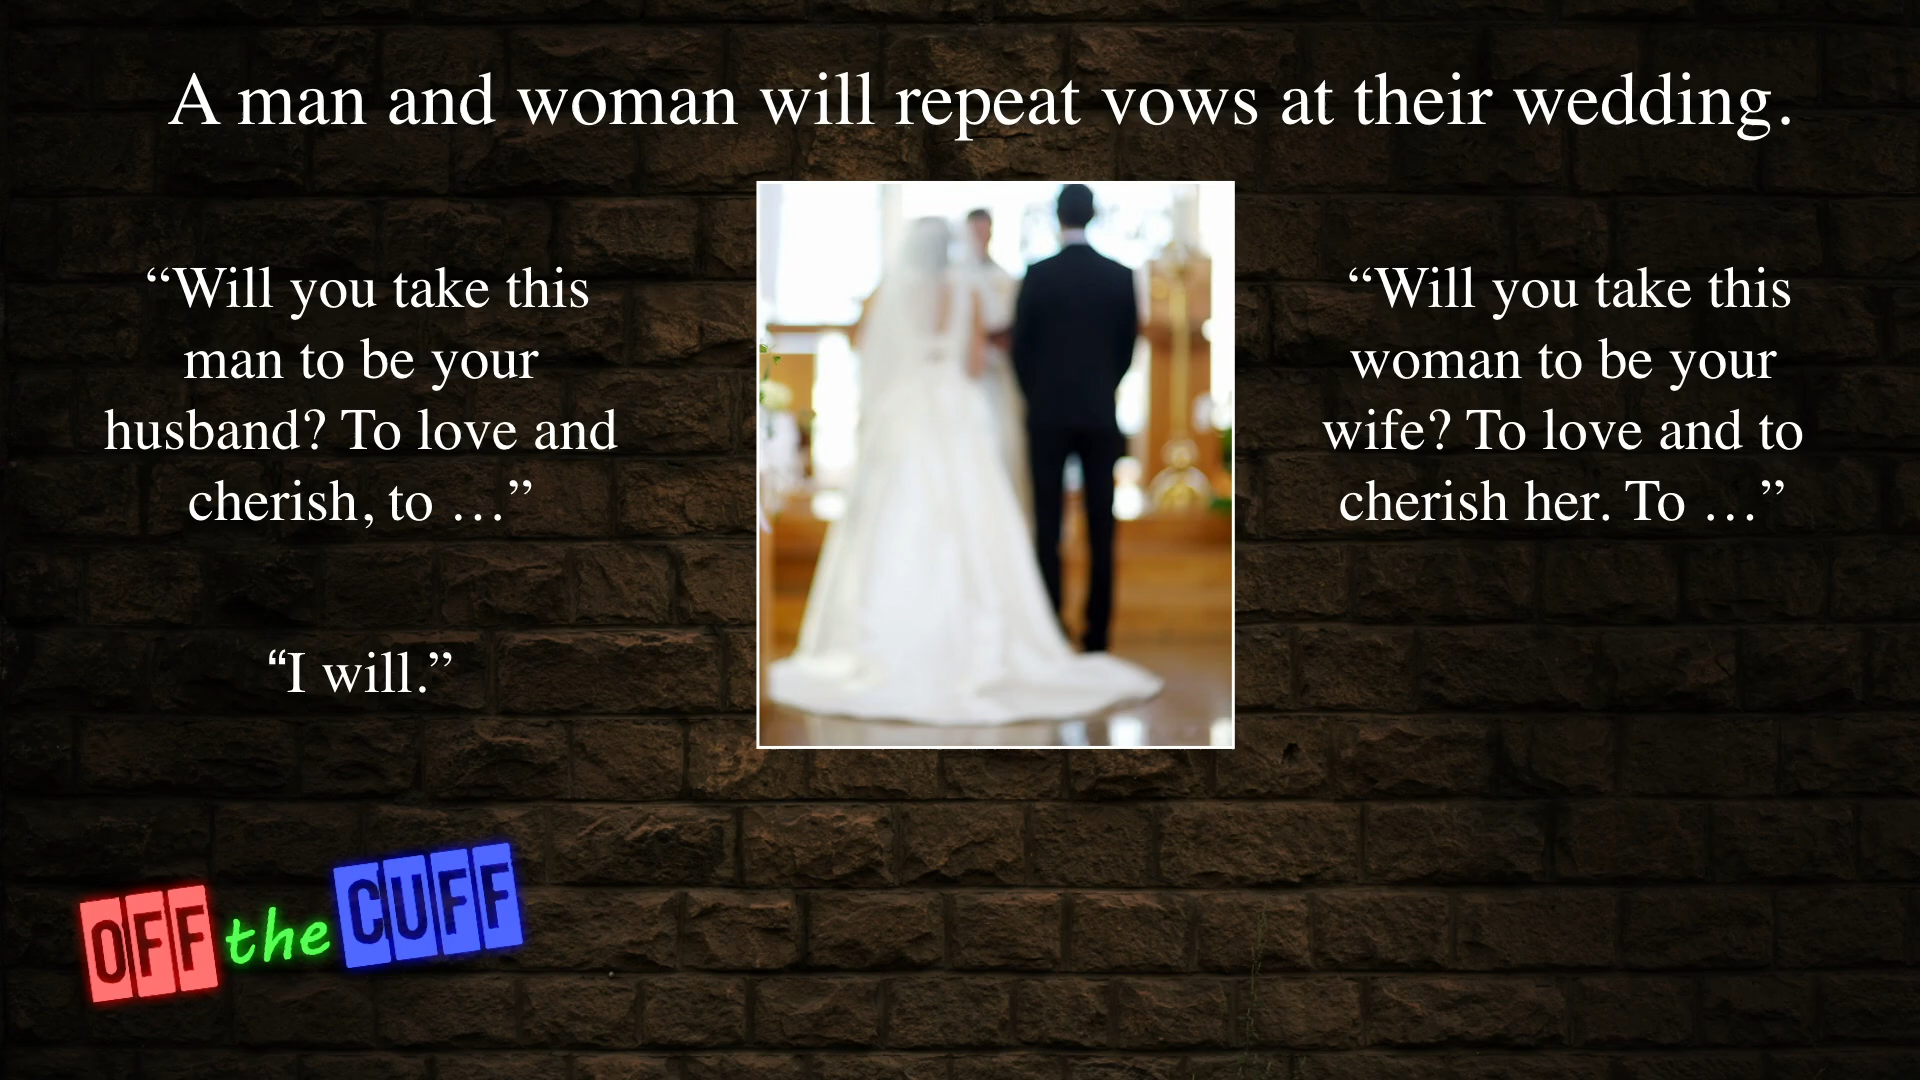 A man and woman will repeat vows at their wedding.
“Will you take this
man to be your
husband? To love and
cherish, to …”
“I will.”
“Will you take this
woman to be your
wife? To love and to
cherish her. To …”
OFF the CUFF